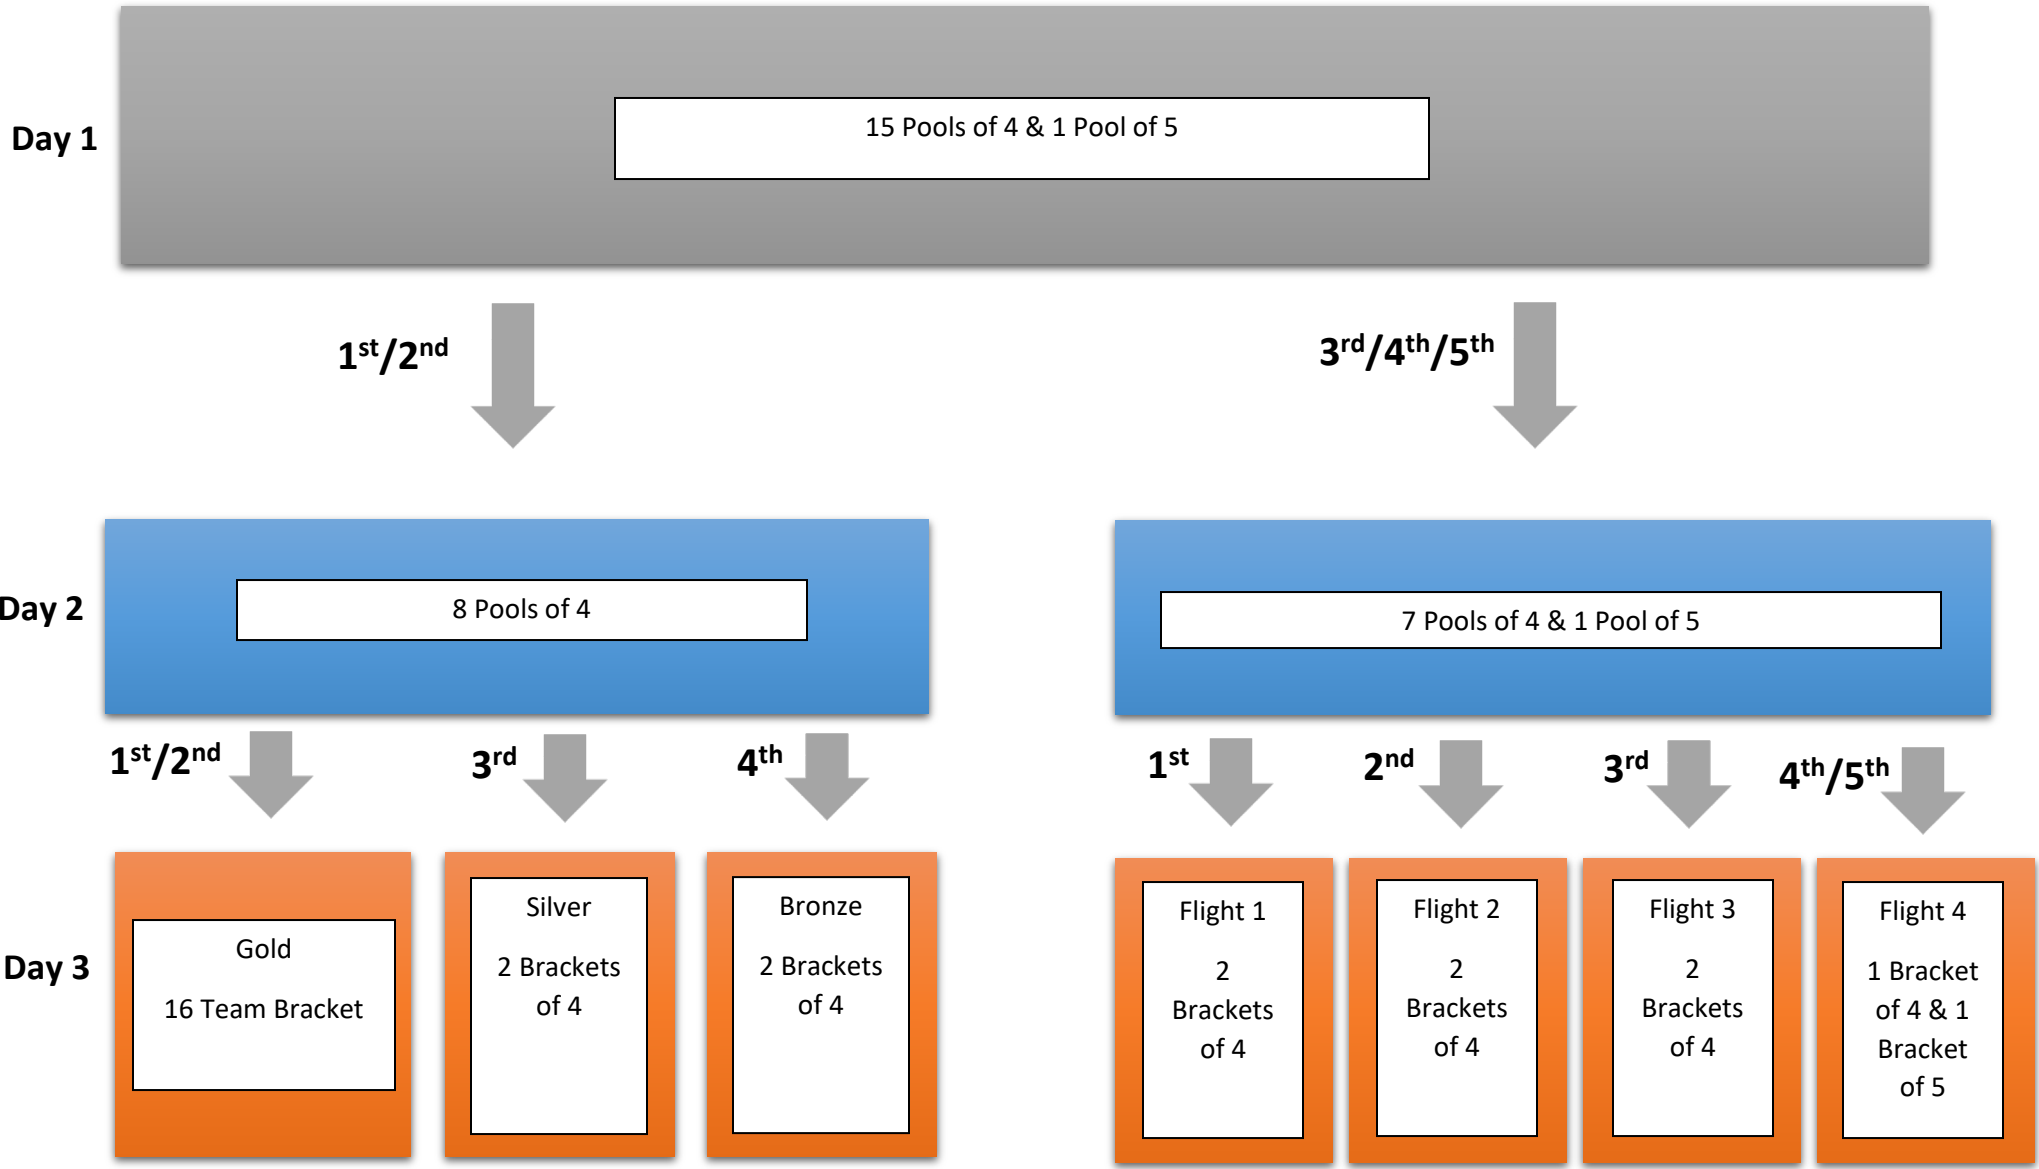 Day 1
15 Pools of 4 & 1 Pool of 5
1st/2nd
3rd/4th/5th
Day 2
8 Pools of 4
7 Pools of 4 & 1 Pool of 5
1st/2nd
3rd
4th
1st
2nd
3rd
4th/5th
Day 3
Gold
16 Team Bracket
Silver
2 Brackets
of 4
Bronze
2 Brackets
of 4
Flight 1
2
Brackets
of 4
Flight 2
2
Brackets
of 4
Flight 3
2
Brackets
of 4
Flight 4
1 Bracket
of 4 & 1
Bracket
of 5